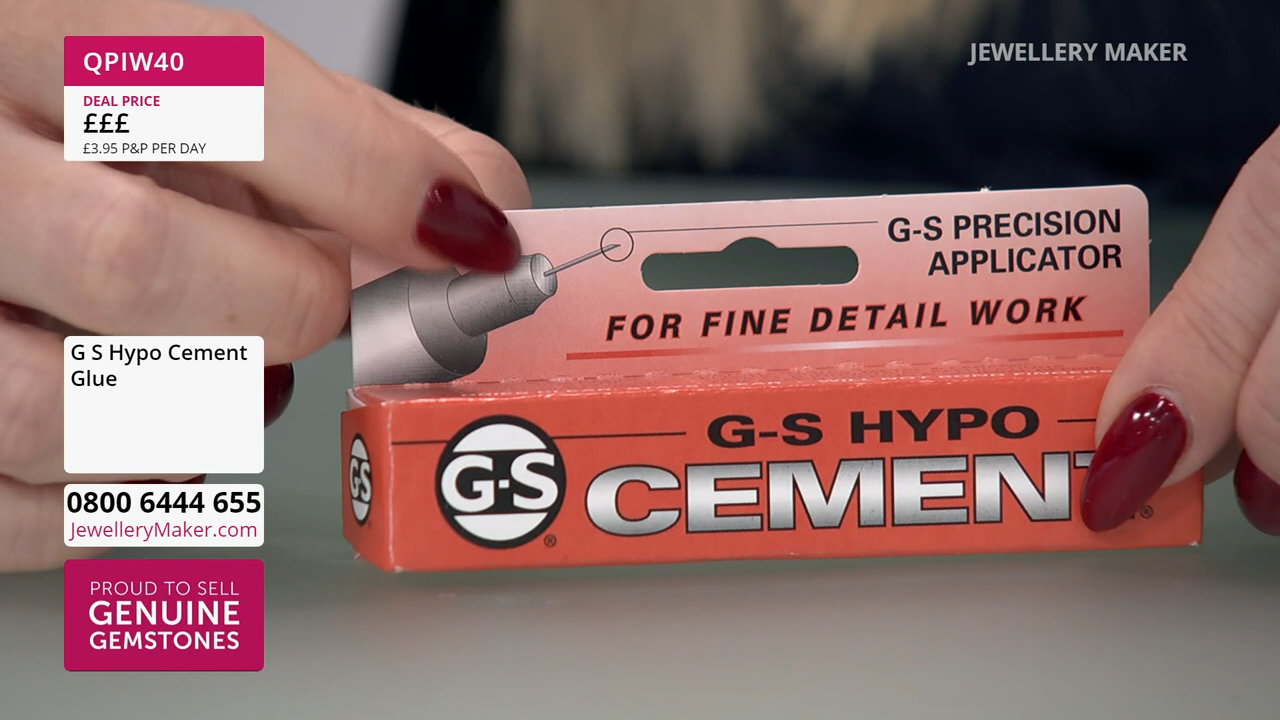 QPIW40
DEAL PRICE
£££
£3.95 P&P PER DAY
JEWELLERY MAKER
G-S PRECISION
APPLICATOR
FOR FINE DETAIL WORK
G S Hypo Cement
Glue
G-S HYPO
CEMENT
G-S
®
GS
®
0800 6444 655
JewelleryMaker.com
PROUD TO SELL
GENUINE
GEMSTONES